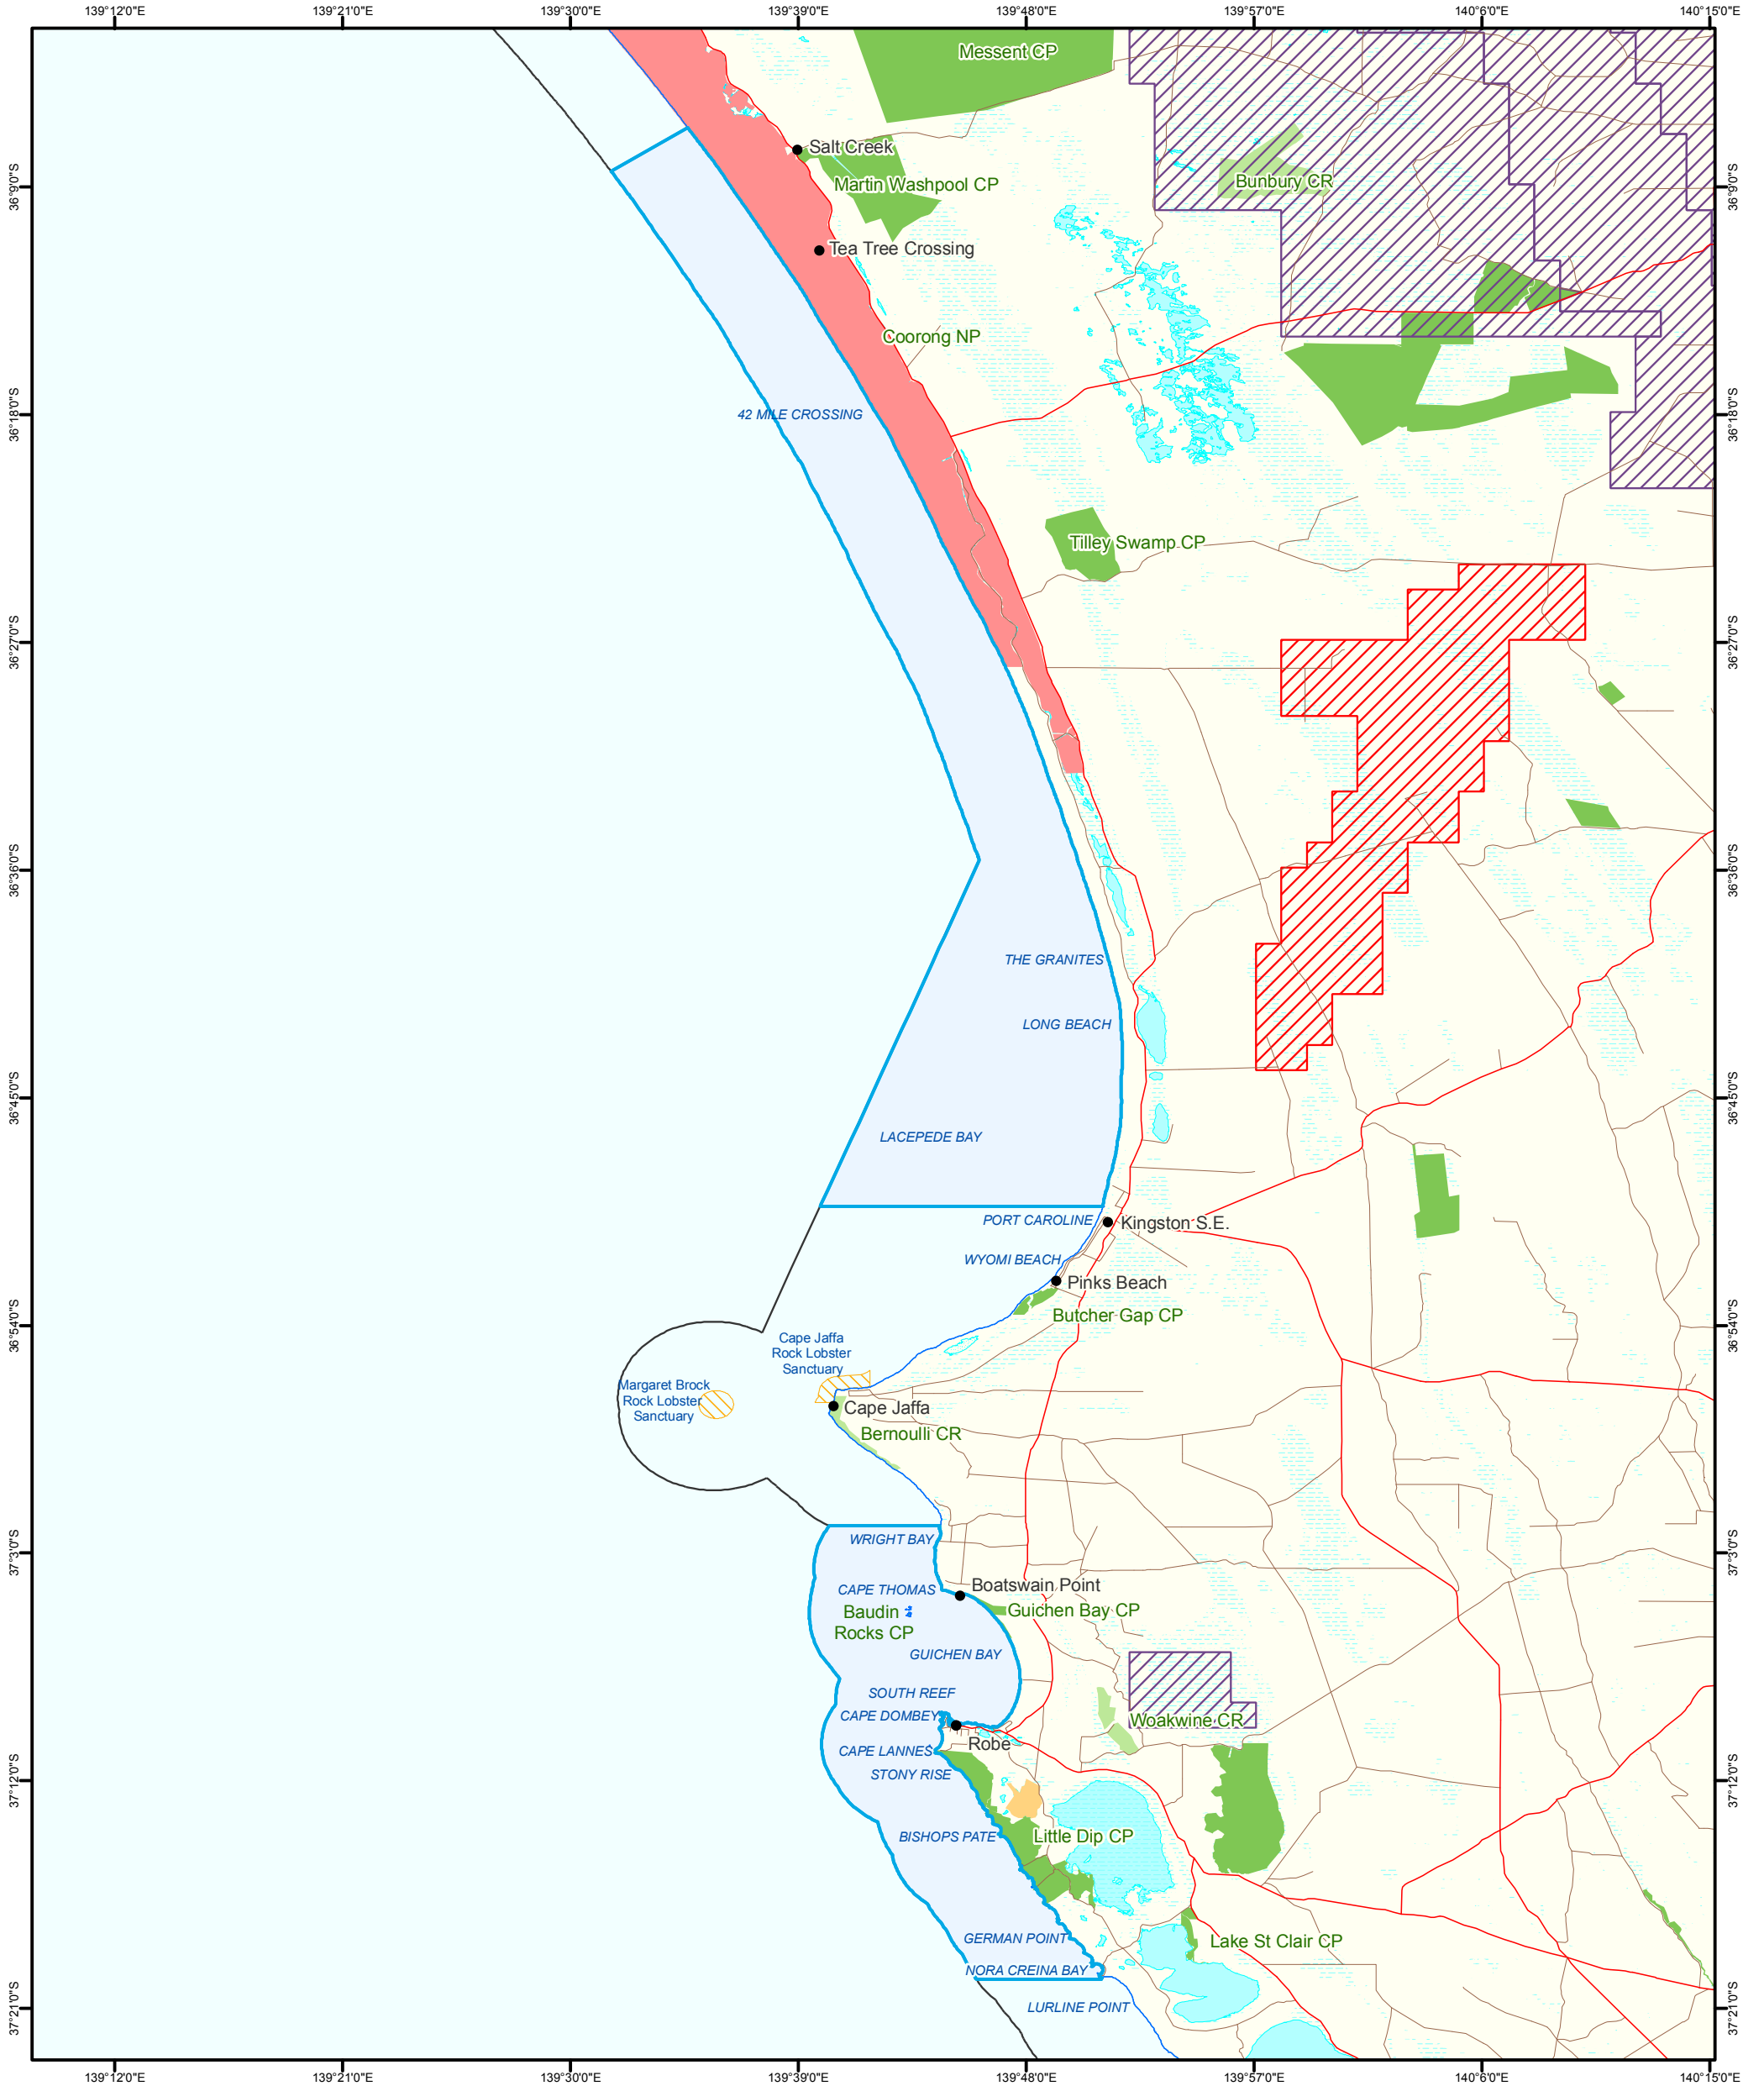 139°12'0"E
139°21'0"E
139°30'0"E
139°39'0"E
139°48'0"E
139°57'0"E
140°6'0"E
140°15'0"E
Messent CP
Salt Creek
Martin Washpool CP
Bunbury CR
36°9'0"S
36°9'0"S
Tea Tree Crossing
Coorong NP
42 MILE CROSSING
36°18'0"S
36°18'0"S
Tilley Swamp CP
36°27'0"S
36°27'0"S
36°36'0"S
36°36'0"S
THE GRANITES
LONG BEACH
36°45'0"S
36°45'0"S
LACEPEDE BAY
PORT CAROLINE
Kingston S.E.
WYOMI BEACH
Pinks Beach
Butcher Gap CP
36°54'0"S
36°54'0"S
Cape Jaffa
Rock Lobster
Sanctuary
Margaret Brock
Rock Lobster
Sanctuary
Cape Jaffa
Bernoulli CR
WRIGHT BAY
37°3'0"S
37°3'0"S
CAPE THOMAS
Boatswain Point
Baudin
Rocks CP
Guichen Bay CP
GUICHEN BAY
SOUTH REEF
CAPE DOMBEY
Woakwine CR
Robe
CAPE LANNES
STONY RISE
37°12'0"S
37°12'0"S
BISHOPS PATE
Little Dip CP
GERMAN POINT
Lake St Clair CP
NORA CREINA BAY
LURLINE POINT
37°21'0"S
37°21'0"S
139°12'0"E
139°21'0"E
139°30'0"E
139°39'0"E
139°48'0"E
139°57'0"E
140°6'0"E
140°15'0"E